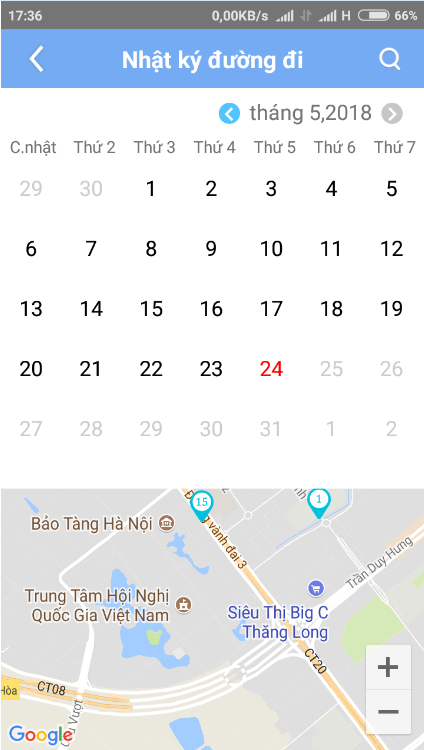 17:36 0,00KB/s H 66%
Nhật ký đường đi
tháng 5,2018
C.nhật Thứ 2 Thứ 3 Thứ 4 Thứ 5 Thứ 6 Thứ 7
29 30 1 2 3 4 5
6 7 8 9 10 11 12
13 14 15 16 17 18 19
20 21 22 23 24 25 26
27 28 29 30 31 1 2
15
1
Bảo Tàng Hà Nội
vành đai 3
Trần Duy Hưng
Trung Tâm Hội Nghị
Quốc Gia Việt Nam
Siêu Thị Big C
Thăng Long
CT20
Hòa
CT08
Vượt
+
−
Google